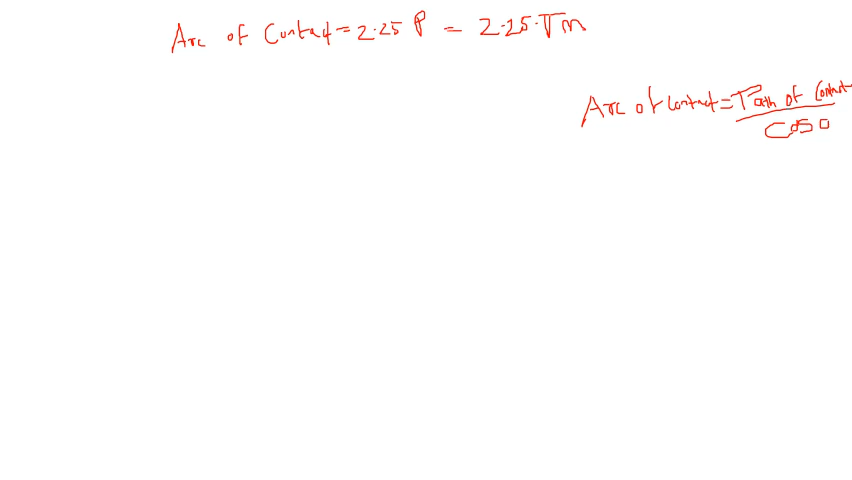 Arc of Contact = 2.25 P = 2.25.πm
Arc of Contact = Path of Contact
Cos O